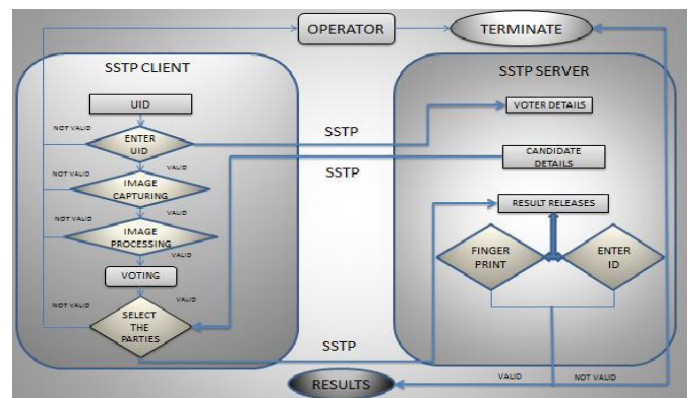 OPERATOR
TERMINATE
SSTP CLIENT
UID
NOT VALID
ENTER
UID
VALID
NOT VALID
IMAGE
CAPTURING
VALID
NOT VALID
IMAGE
PROCESSING
VALID
VOTING
NOT VALID
VALID
SELECT
THE
PARTIES
SSTP
SSTP
SSTP
RESULTS
SSTP SERVER
VOTER DETAILS
CANDIDATE
DETAILS
RESULT RELEASES
FINGER
PRINT
ENTER
ID
VALID
NOT VALID